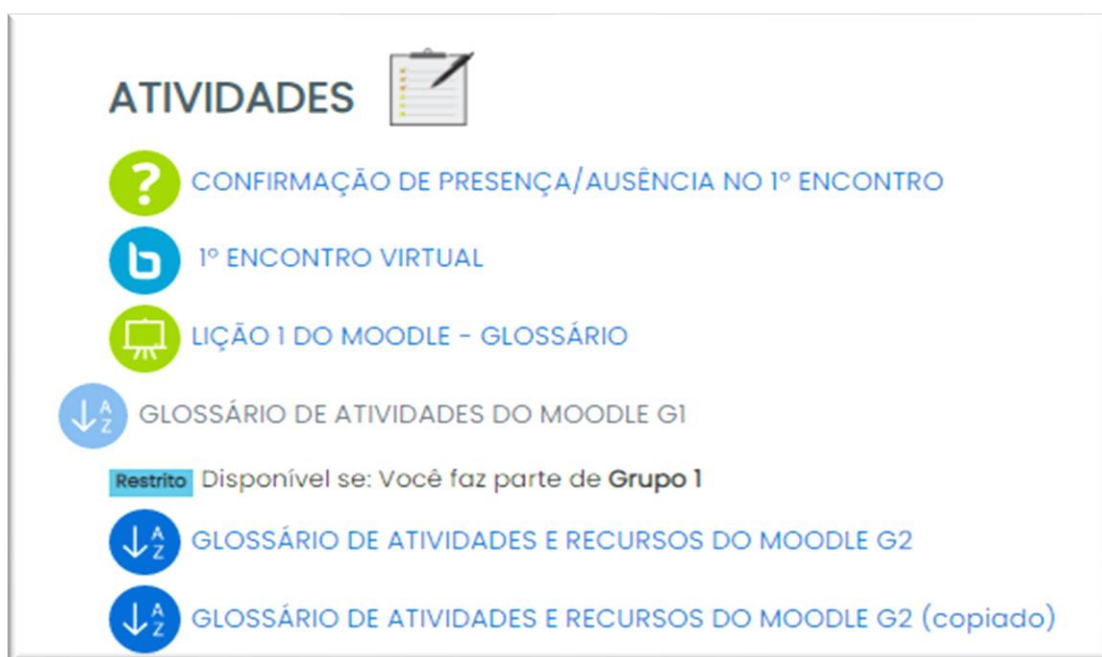 ATIVIDADES
CONFIRMAÇÃO DE PRESENÇA/AUSÊNCIA NO 1º ENCONTRO
1º ENCONTRO VIRTUAL
LIÇÃO 1 DO MOODLE - GLOSSÁRIO
GLOSSÁRIO DE ATIVIDADES DO MOODLE G1
Restrito Disponível se: Você faz parte de Grupo 1
GLOSSÁRIO DE ATIVIDADES E RECURSOS DO MOODLE G2
GLOSSÁRIO DE ATIVIDADES E RECURSOS DO MOODLE G2 (copiado)